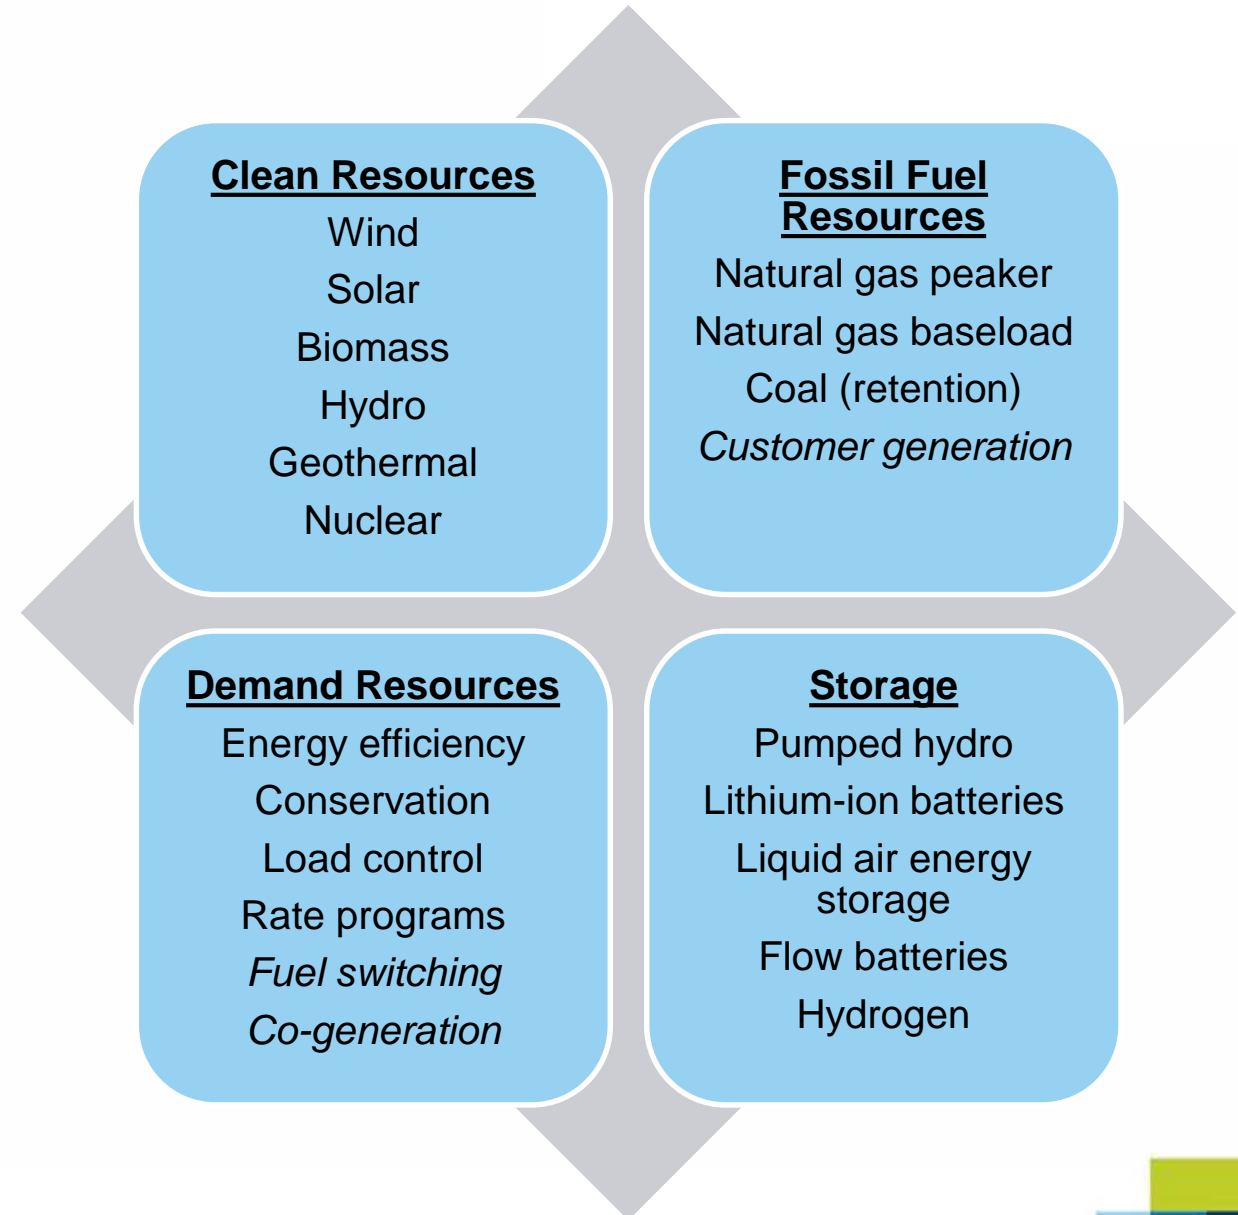 Clean Resources
Wind
Solar
Biomass
Hydro
Geothermal
Nuclear
Fossil Fuel
Resources
Natural gas peaker
Natural gas baseload
Coal (retention)
Customer generation
Demand Resources
Energy efficiency
Conservation
Load control
Rate programs
Fuel switching
Co-generation
Storage
Pumped hydro
Lithium-ion batteries
Liquid air energy
storage
Flow batteries
Hydrogen